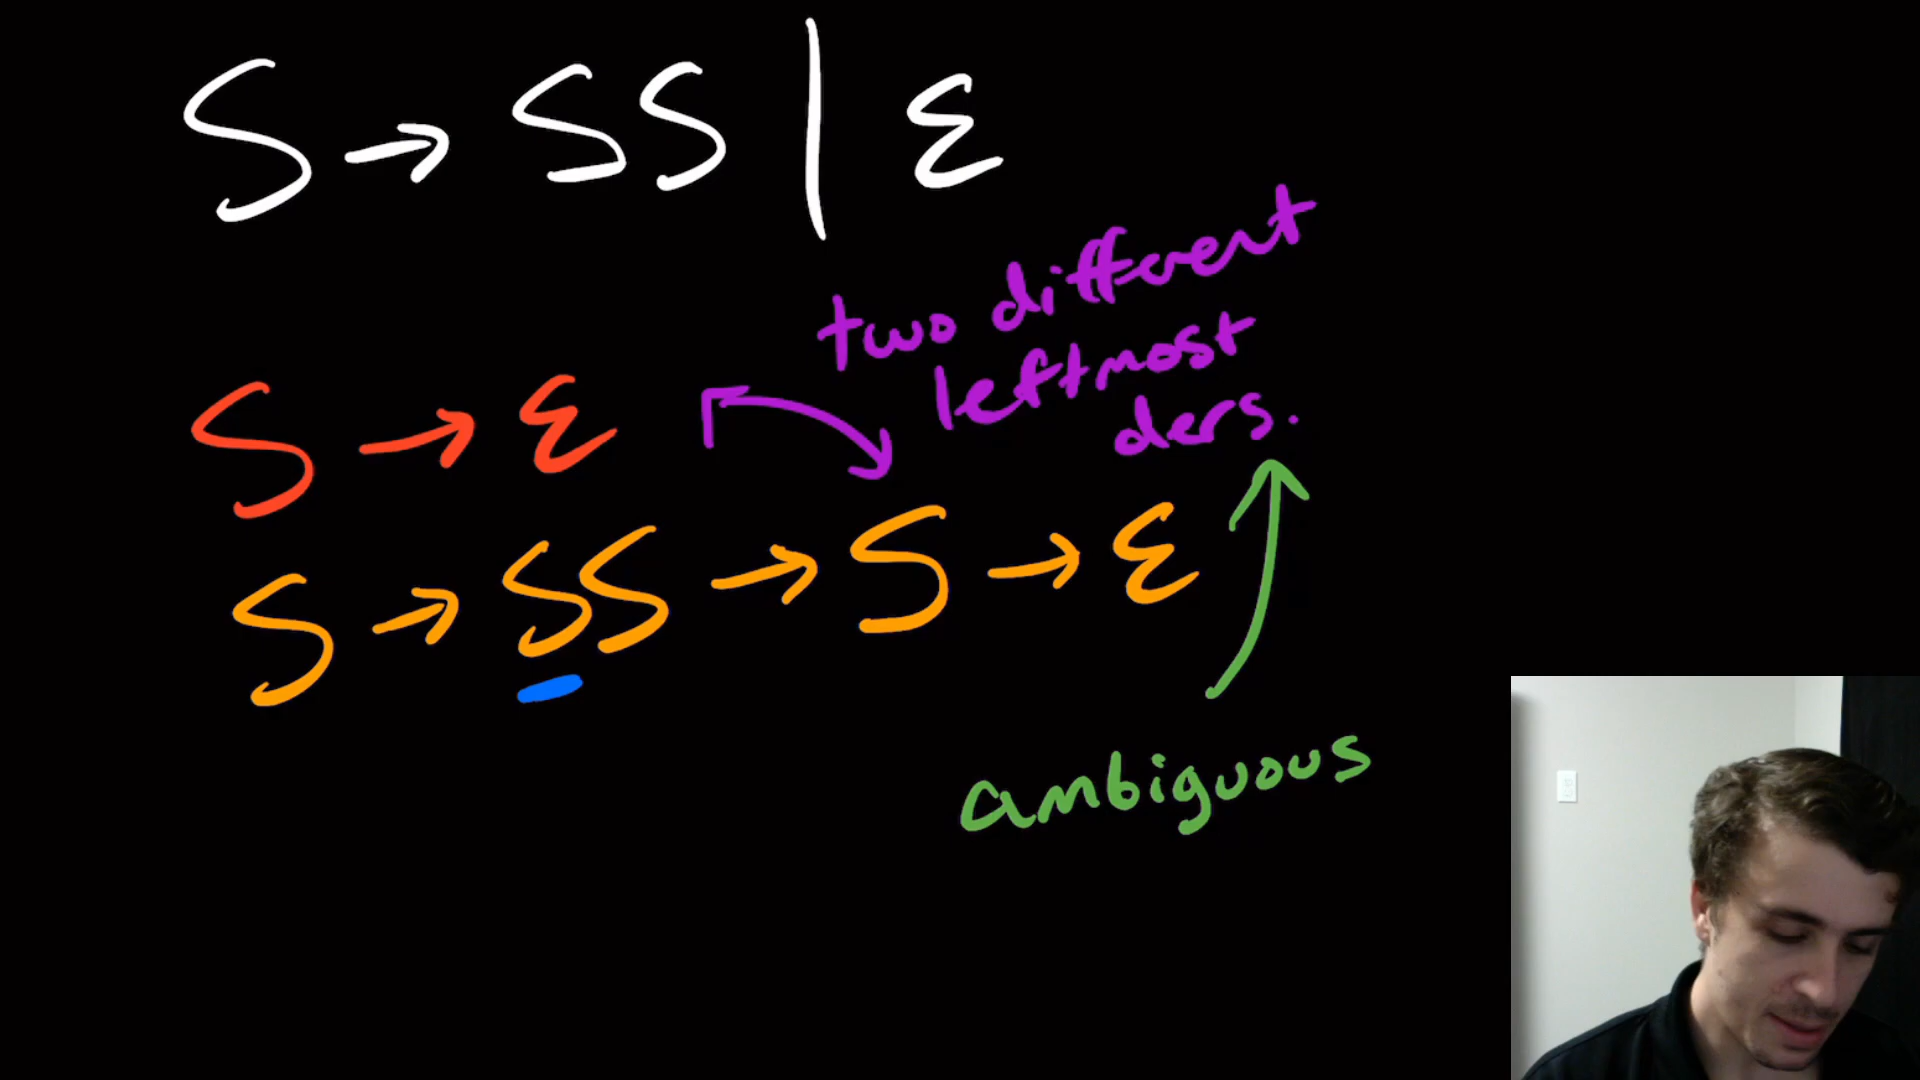 S → SS | ε
two different
leftmost
ders.
S → ε
S → SS → S → ε
ambiguous